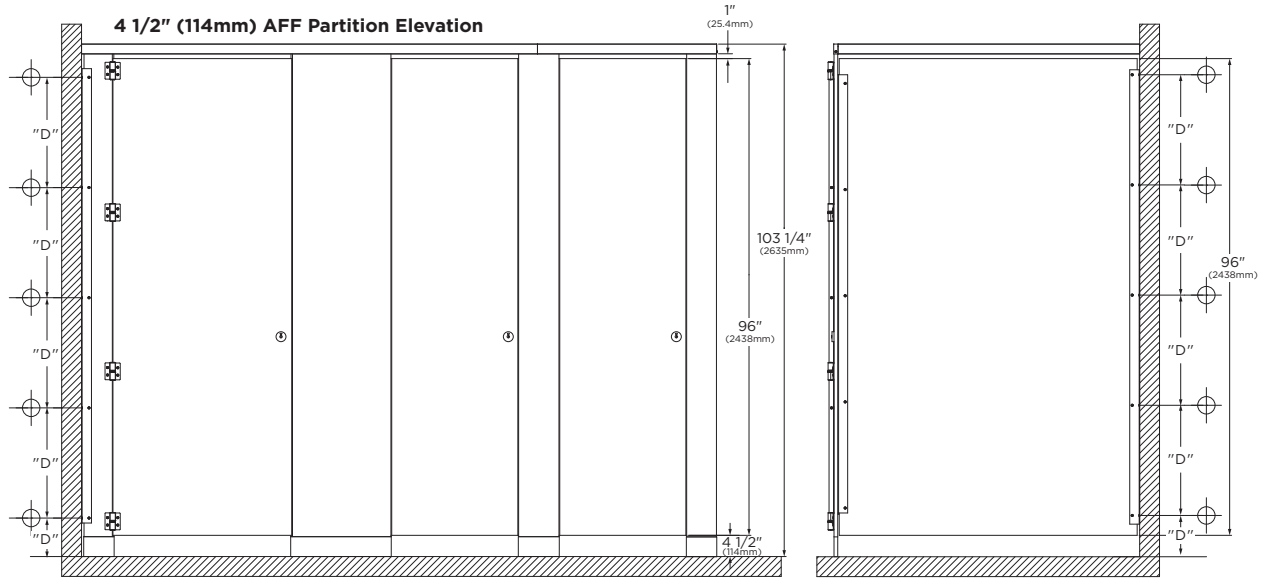 4 1/2" (114mm) AFF Partition Elevation
1"
(25.4mm)
"D"
"D"
"D"
"D"
"D"
103 1/4"
(2635mm)
96"
(2438mm)
4 1/2"
(114mm)
"D"
"D"
"D"
"D"
"D"
96"
(2438mm)